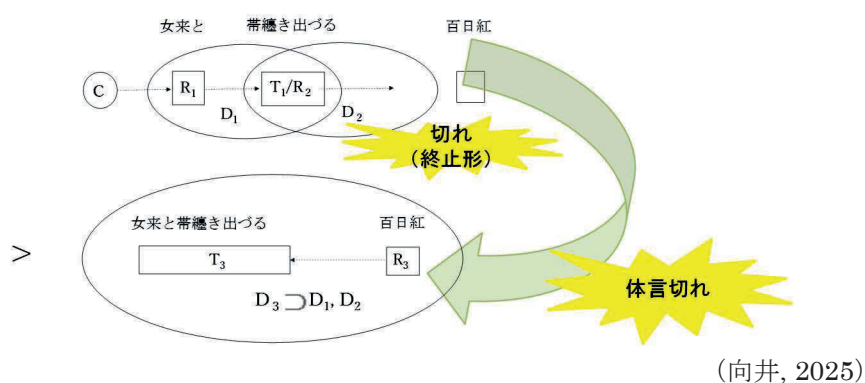 女来と 帯纏き出づる 百日紅
C R₁ T₁/R₂
D₁ D₂
切れ
(終止形)
女来と帯纏き出づる 百日紅
> T₃ R₃
D₃ ⊃ D₁, D₂
体言切れ
(向井, 2025)